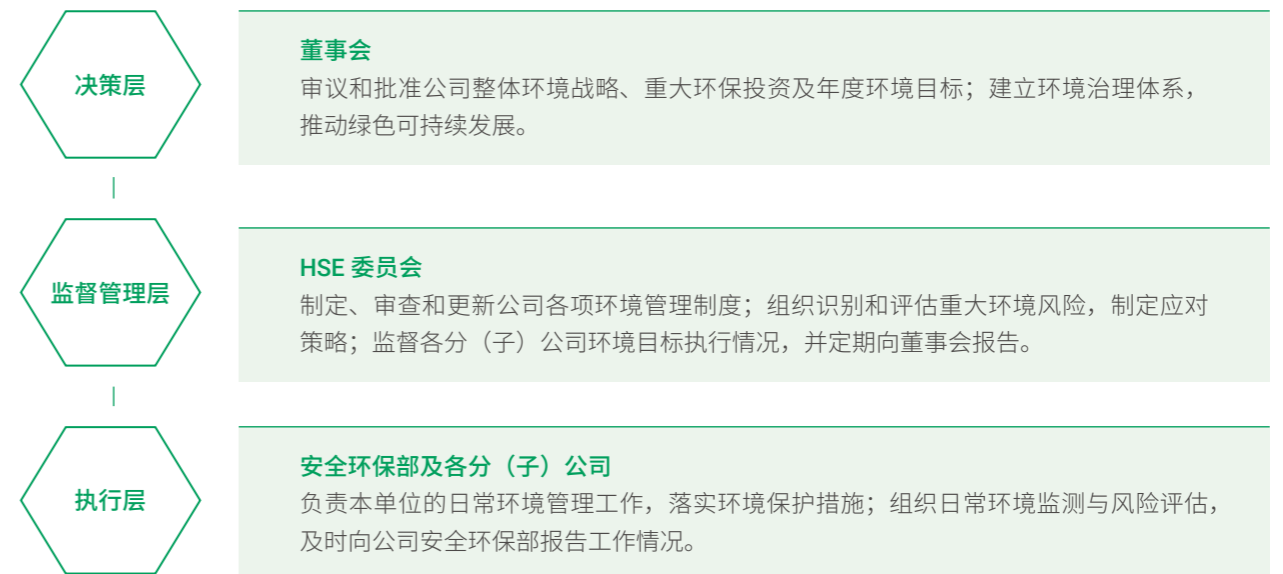 决策层
董事会
审议和批准公司整体环境战略、重大环保投资及年度环境目标；建立环境治理体系，
推动绿色可持续发展。
监督管理层
HSE 委员会
制定、审查和更新公司各项环境管理制度；组织识别和评估重大环境风险，制定应对
策略；监督各分（子）公司环境目标执行情况，并定期向董事会报告。
执行层
安全环保部及各分（子）公司
负责本单位的日常环境管理工作，落实环境保护措施；组织日常环境监测与风险评估，
及时向公司安全环保部报告工作情况。